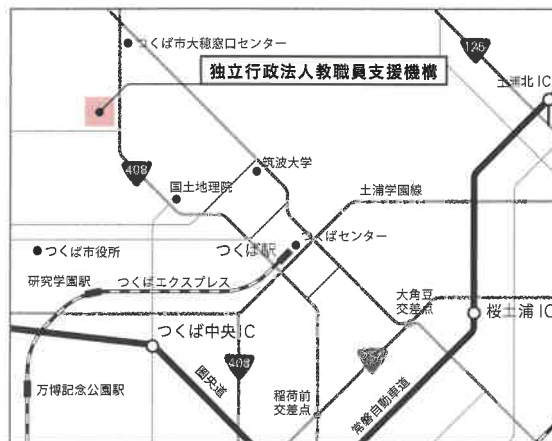 つくば市大穂窓口センター
125
独立行政法人教職員支援機構
土浦北IC
筑波大学
408
国土地理院
土浦学園線
つくばセンター
つくば市役所
つくば駅
研究学園駅
つくばエクスプレス
大角豆
交差点
桜土浦IC
つくば中央IC
408
圏央道
稲荷前
交差点
常磐自動車道
万博記念公園駅